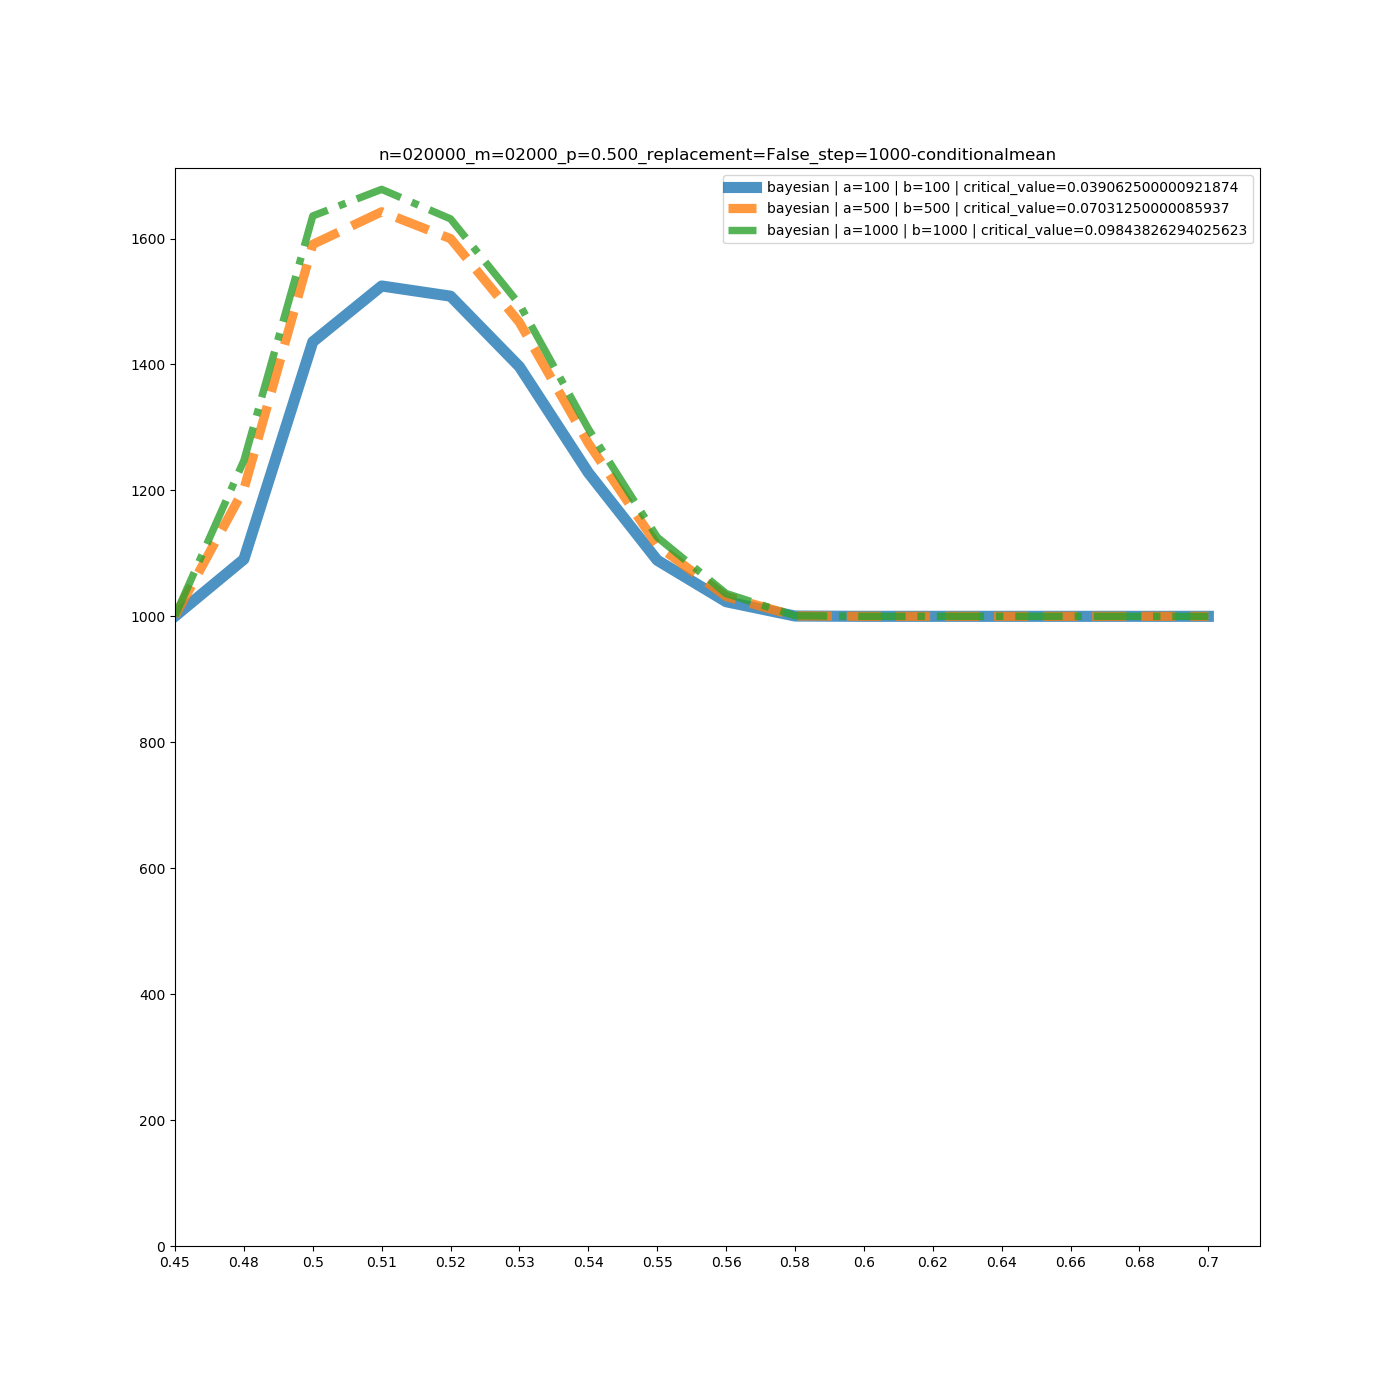 n=020000_m=02000_p=0.500_replacement=False_step=1000-conditionalmean
bayesian | a=100 | b=100 | critical_value=0.039062500000921874
bayesian | a=500 | b=500 | critical_value=0.07031250000085937
bayesian | a=1000 | b=1000 | critical_value=0.09843826294025623
1600
1400
1200
1000
800
600
400
200
0
0.45 0.48 0.5 0.51 0.52 0.53 0.54 0.55 0.56 0.58 0.6 0.62 0.64 0.66 0.68 0.7